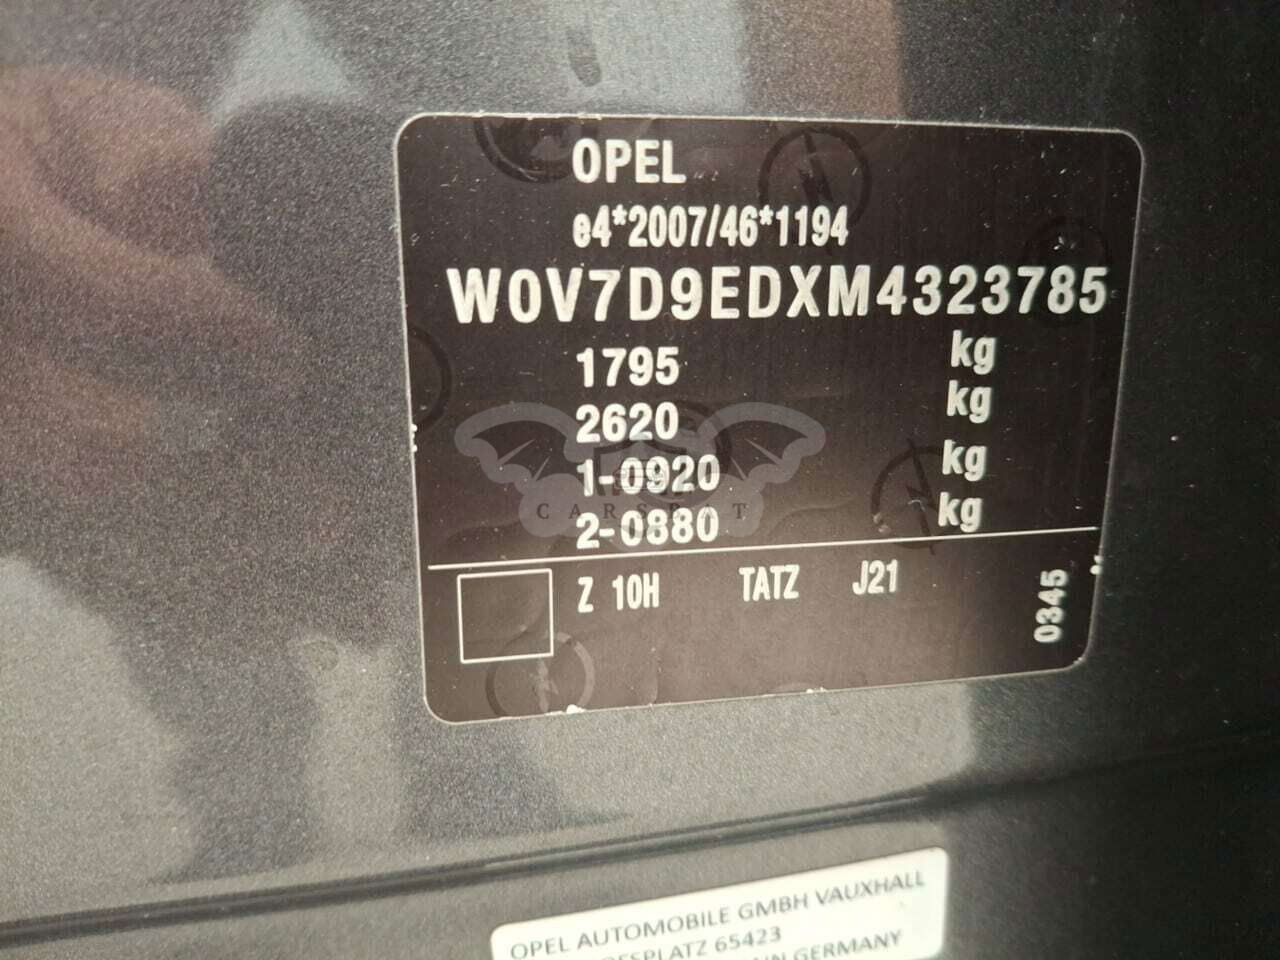 OPEL
e4*2007/46*1194
W0V7D9EDXM4323785
1795 kg
2620 kg
1-0920 kg
2-0880 kg
CARSBAT
Z 10H TATZ J21
0345
OPEL AUTOMOBILE GMBH VAUXHALL
65423
GERMANY